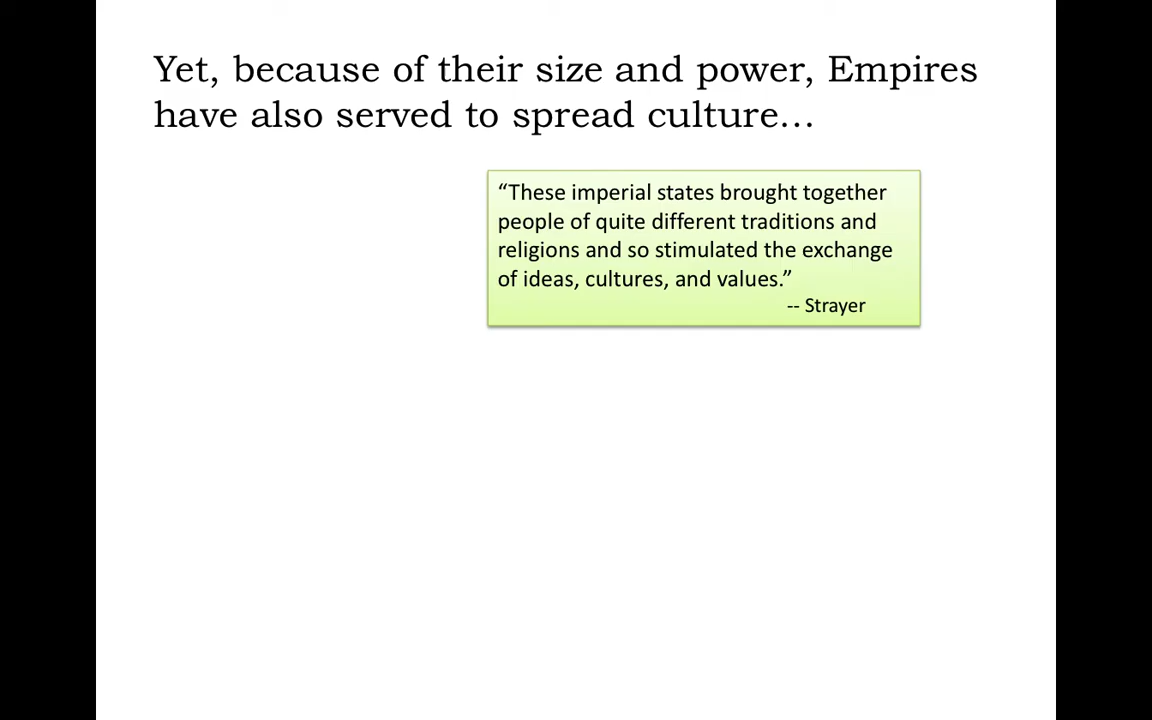 Yet, because of their size and power, Empires
have also served to spread culture…
“These imperial states brought together
people of quite different traditions and
religions and so stimulated the exchange
of ideas, cultures, and values.”
-- Strayer